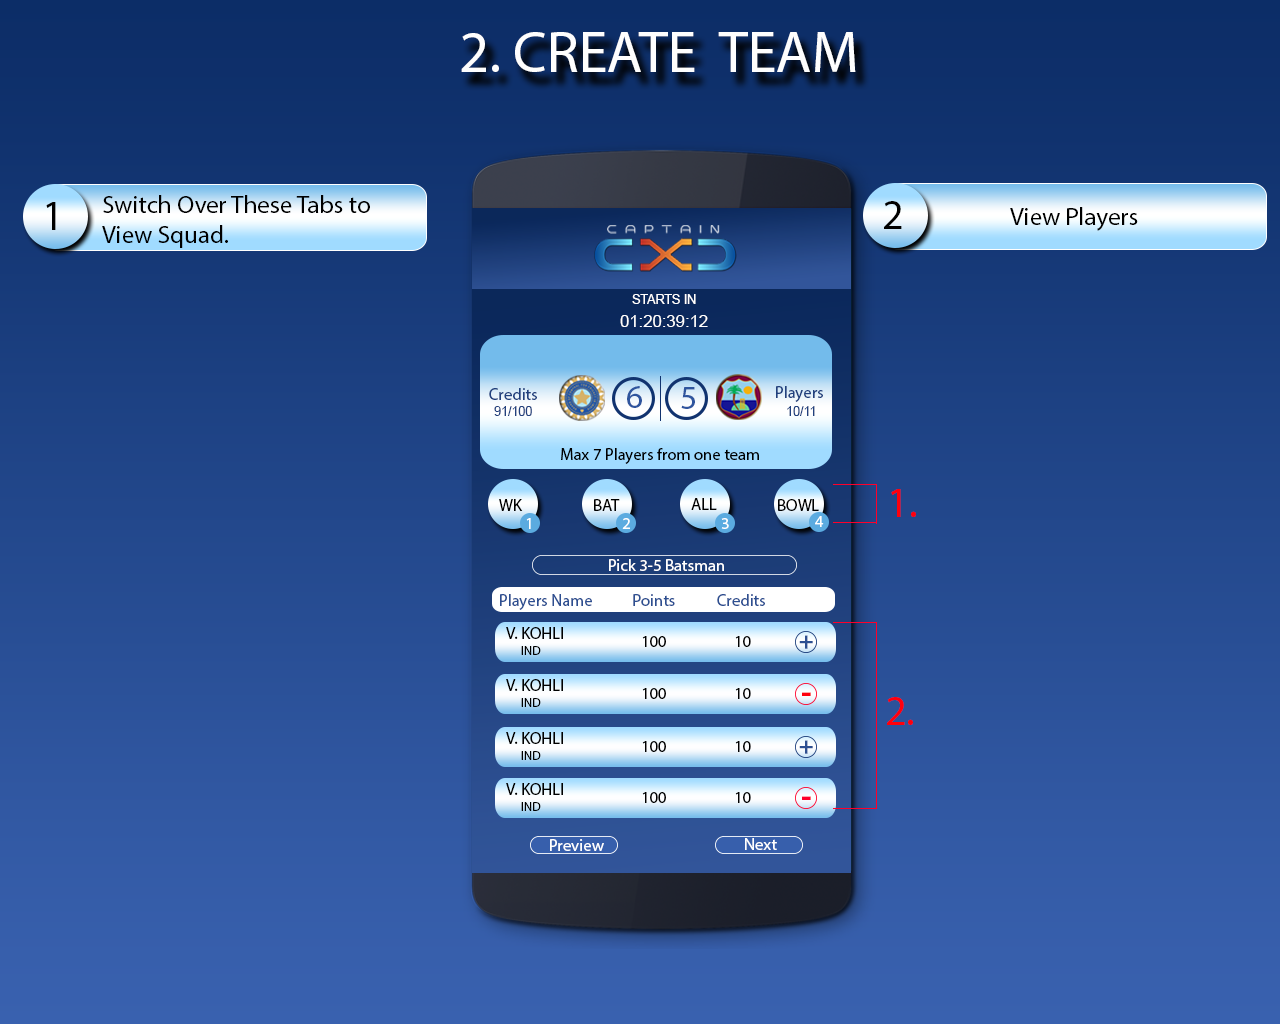 2. CREATE TEAM
1
Switch Over These Tabs to
View Squad.
2
View Players
CAPTAIN
CXD
STARTS IN
01:20:39:12
Credits
91/100
6
5
Players
10/11
Max 7 Players from one team
WK
1
BAT
2
ALL
3
BOWL
4
1.
Pick 3-5 Batsman
Players Name Points Credits
V. KOHLI 100 10 +
IND
V. KOHLI 100 10 -
IND
2.
V. KOHLI 100 10 +
IND
V. KOHLI 100 10 -
IND
Preview Next